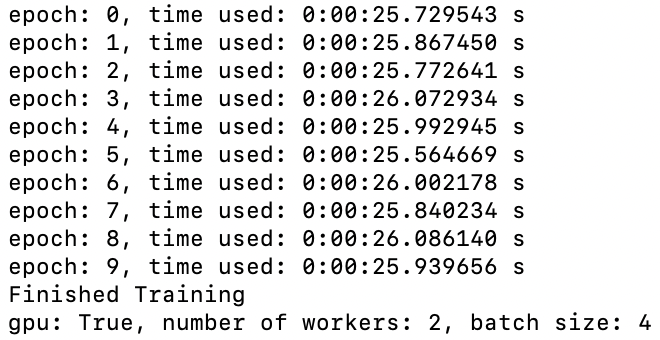 epoch: 0, time used: 0:00:25.729543 s
epoch: 1, time used: 0:00:25.867450 s
epoch: 2, time used: 0:00:25.772641 s
epoch: 3, time used: 0:00:26.072934 s
epoch: 4, time used: 0:00:25.992945 s
epoch: 5, time used: 0:00:25.564669 s
epoch: 6, time used: 0:00:26.002178 s
epoch: 7, time used: 0:00:25.840234 s
epoch: 8, time used: 0:00:26.086140 s
epoch: 9, time used: 0:00:25.939656 s
Finished Training
gpu: True, number of workers: 2, batch size: 4